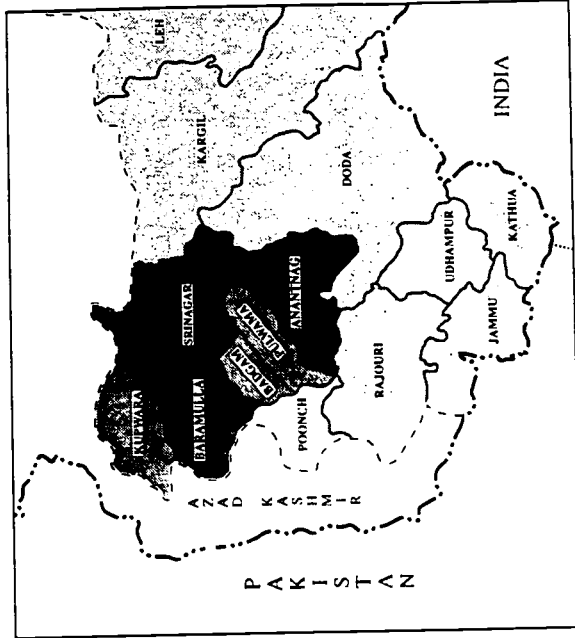 LEH
KARGIL
DODA
INDIA
KUPWARA
SRINAGAR
BARAMULLA
BADGAM
PULWAMA
ANANTNAG
POONCH
RAJOURI
UDHAMPUR
KATHUA
JAMMU
AZAD KASHMIR
PAKISTAN